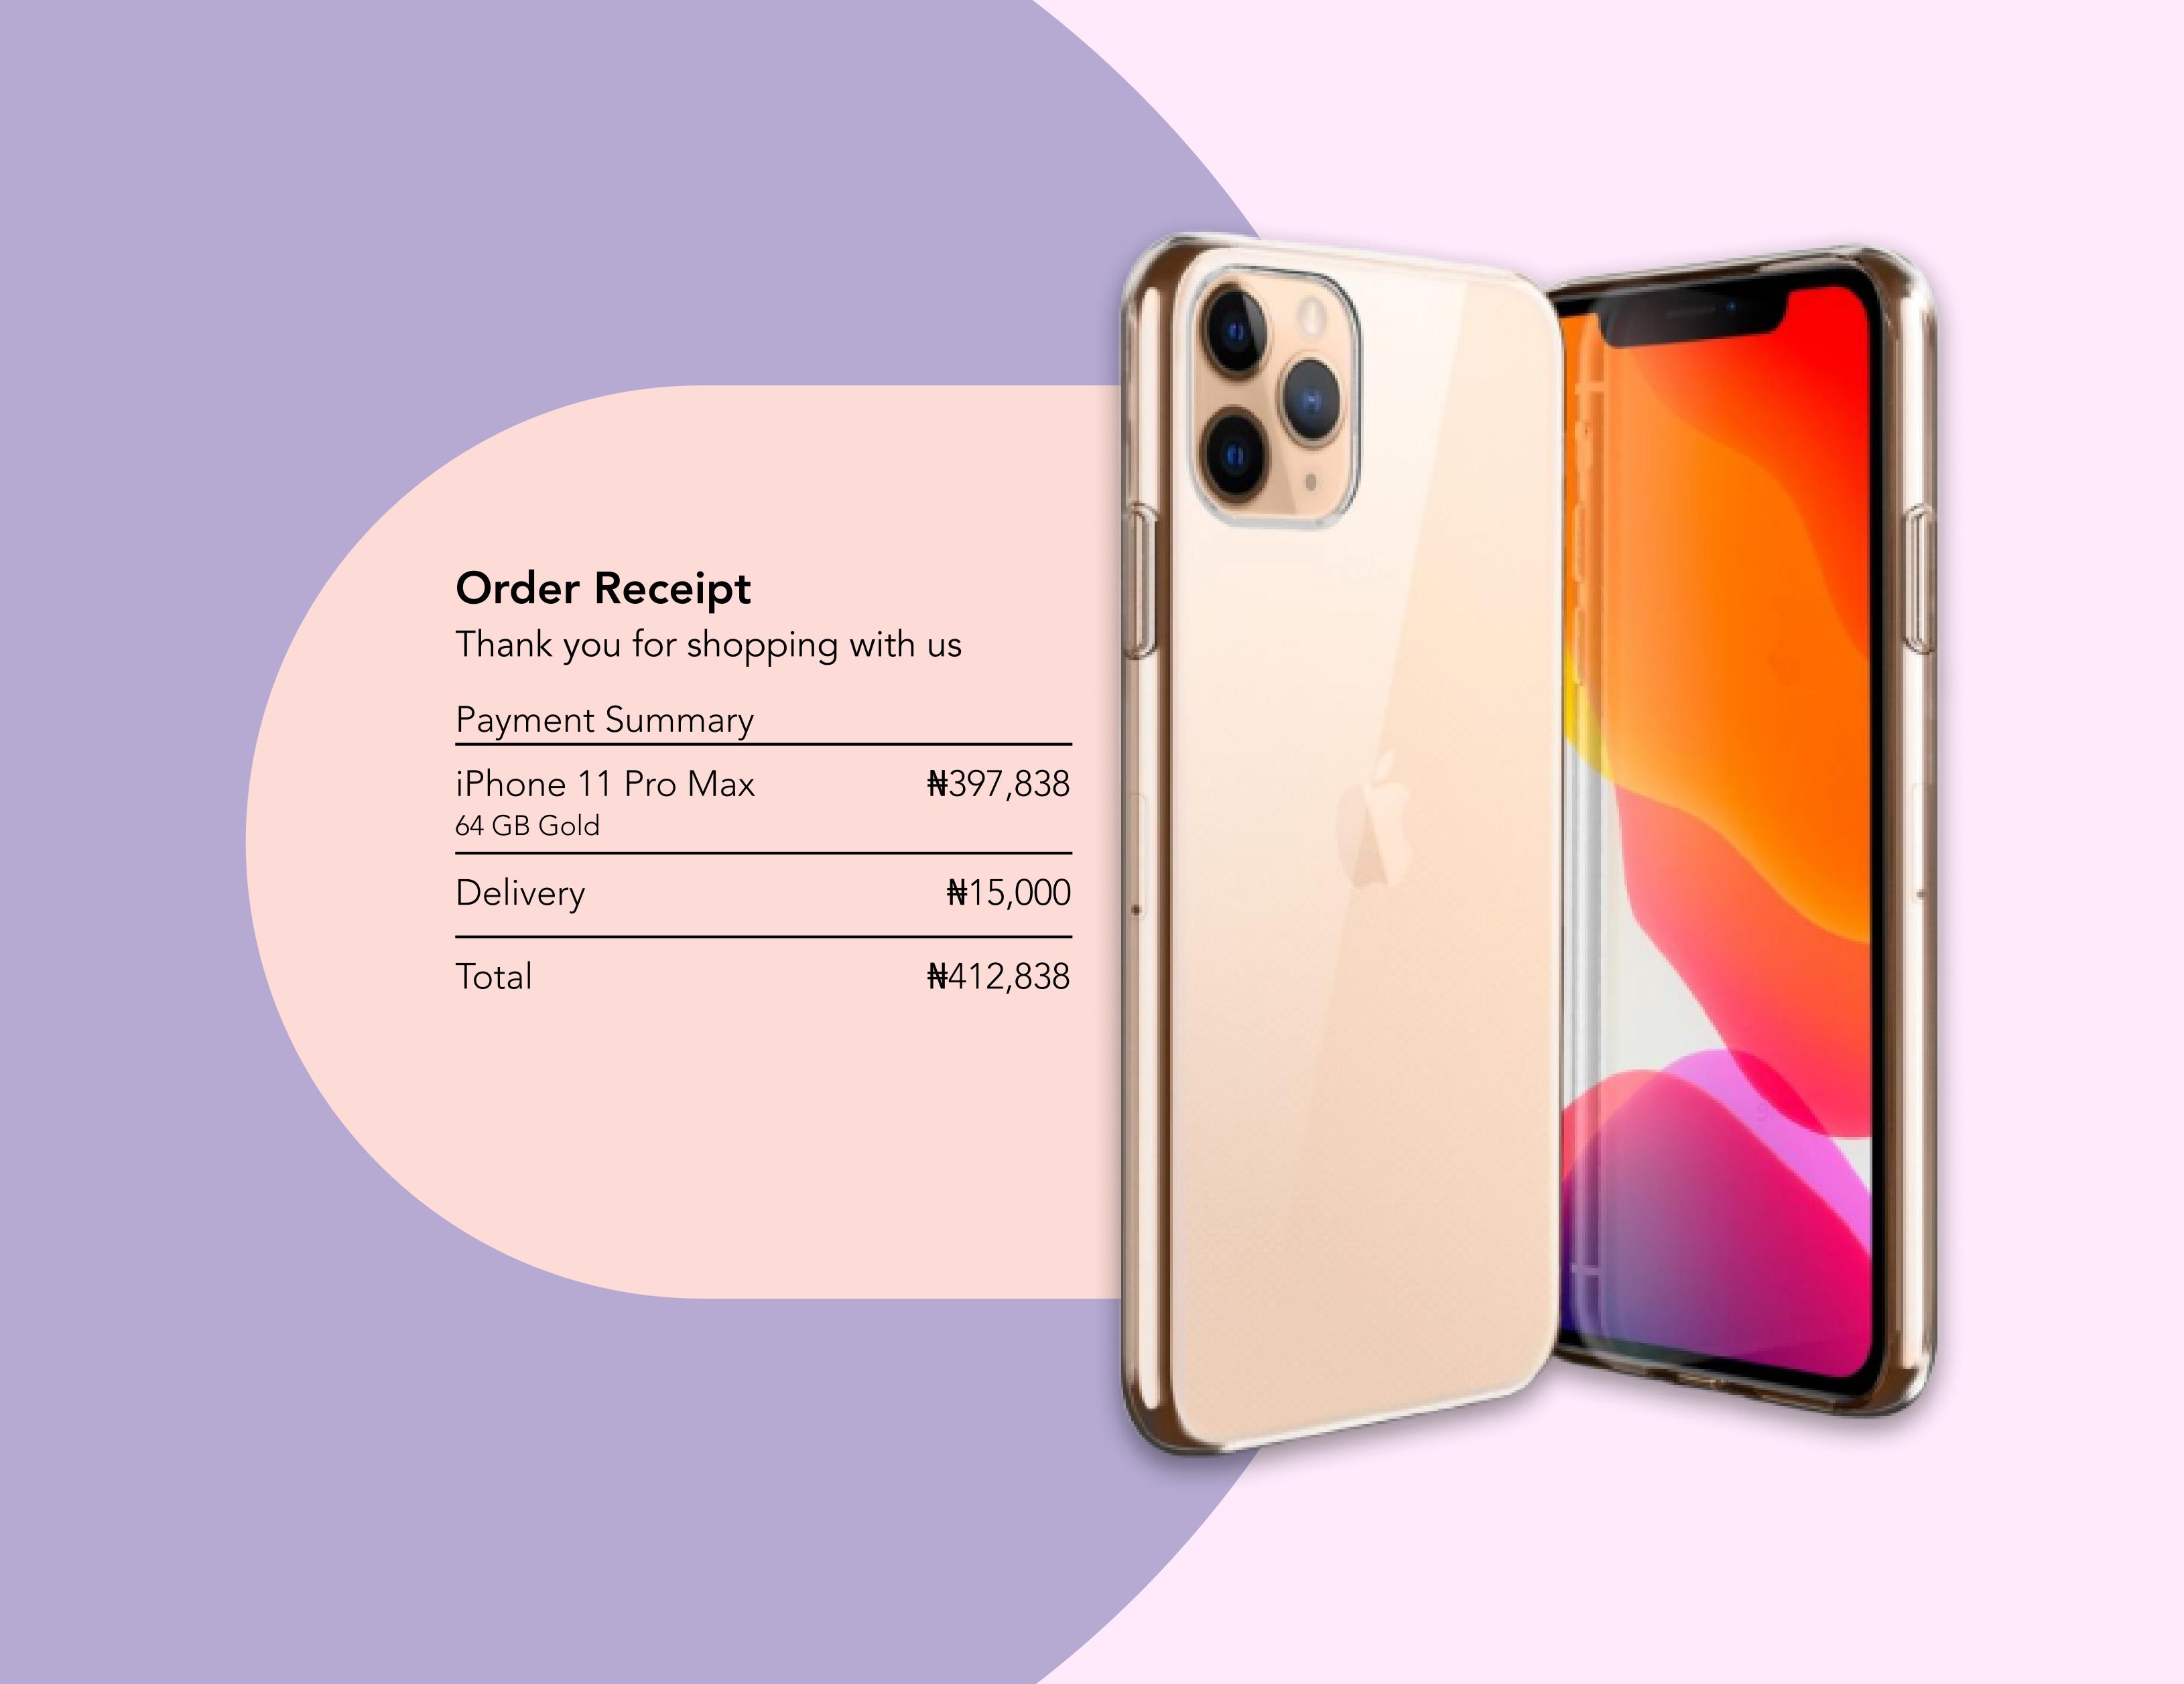 Order Receipt
Thank you for shopping with us
Payment Summary
iPhone 11 Pro Max ₦397,838
64 GB Gold
Delivery ₦15,000
Total ₦412,838